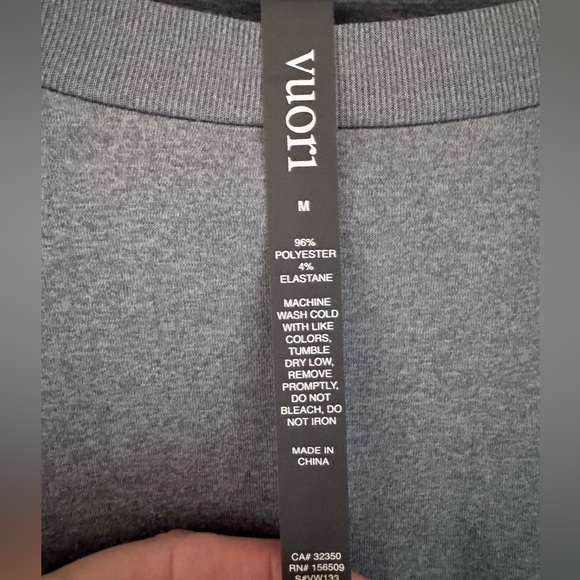 vuori
M
96%
POLYESTER
4%
ELASTANE
MACHINE
WASH COLD
WITH LIKE
COLORS,
TUMBLE
DRY LOW,
REMOVE
PROMPTLY,
DO NOT
BLEACH, DO
NOT IRON
MADE IN
CHINA
CA# 32350
RN# 156509
S#VW133